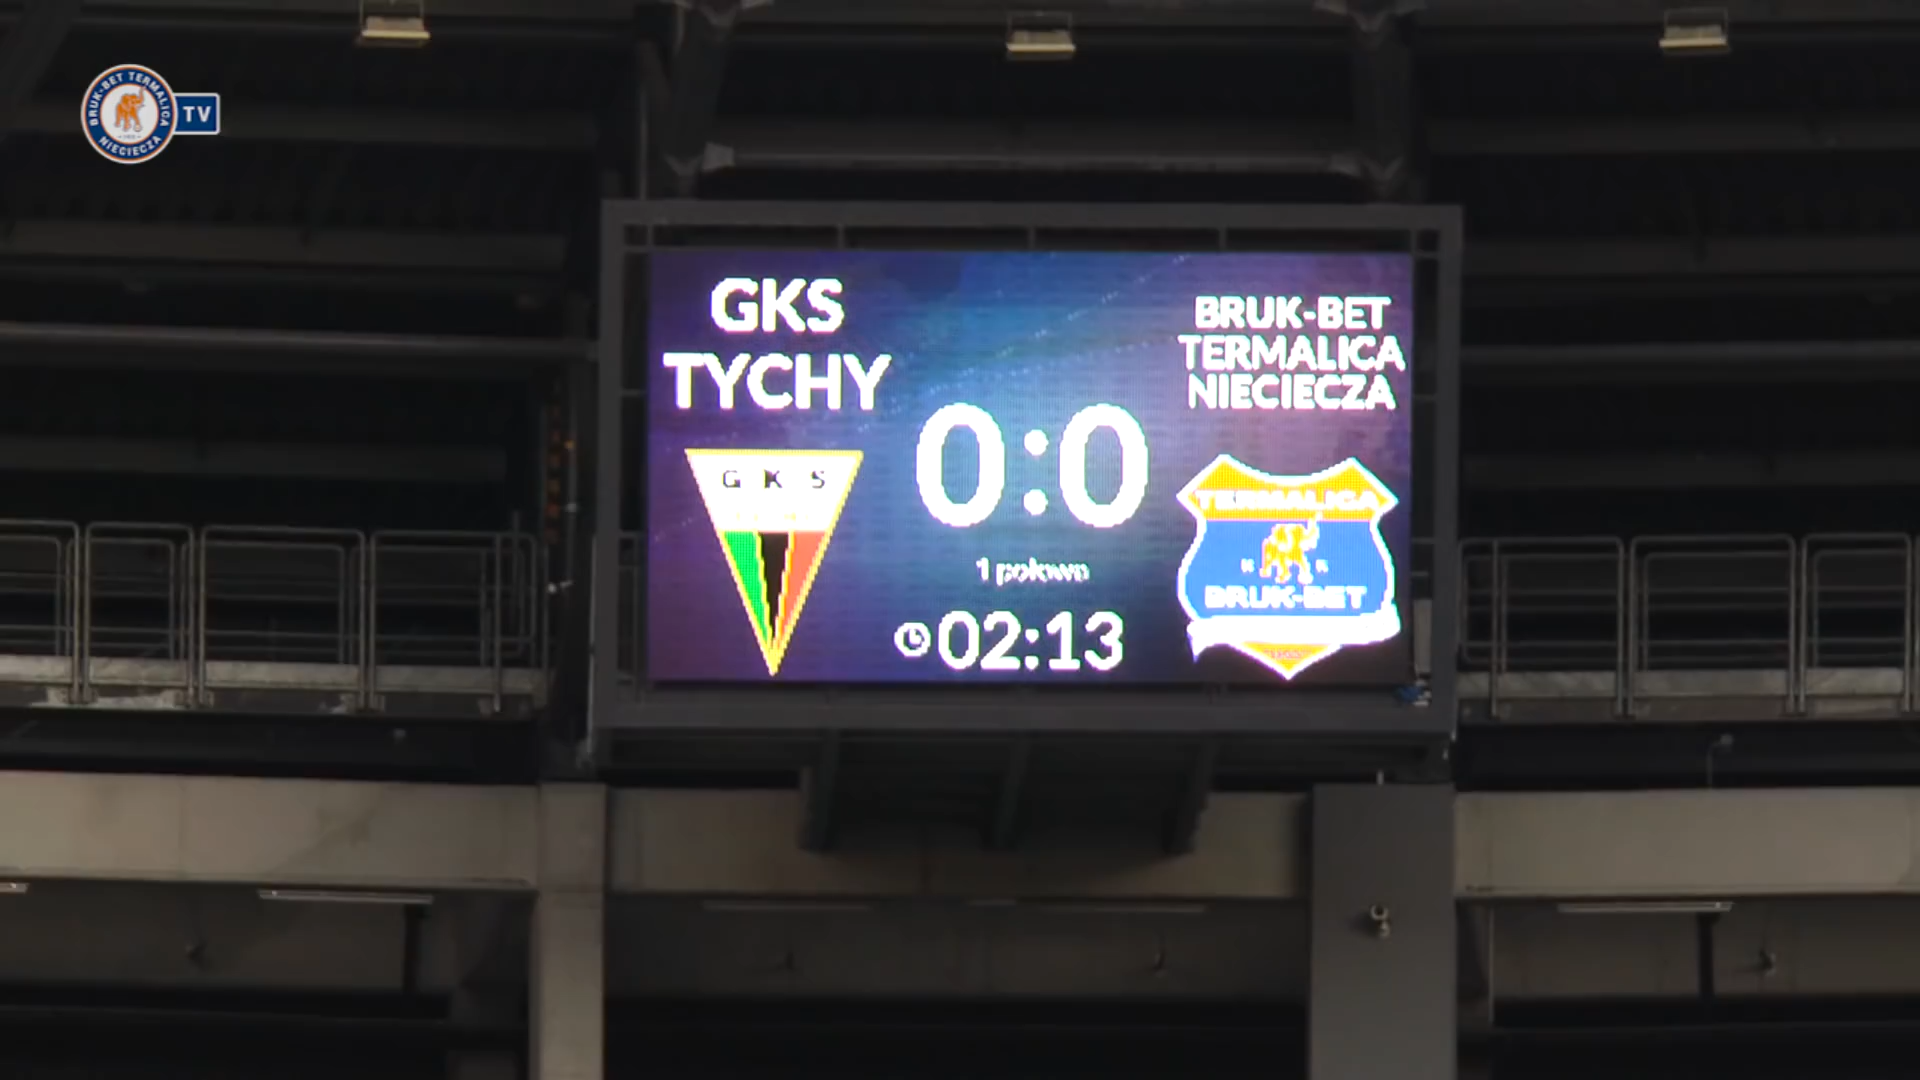 BRUK-BET TERMALICA
NIECIECZA
TV
GKS
TYCHY
BRUK-BET
TERMALICA
NIECIECZA
0:0
G K S
TERMALICA
BRUK-BET
1 połowa
02:13